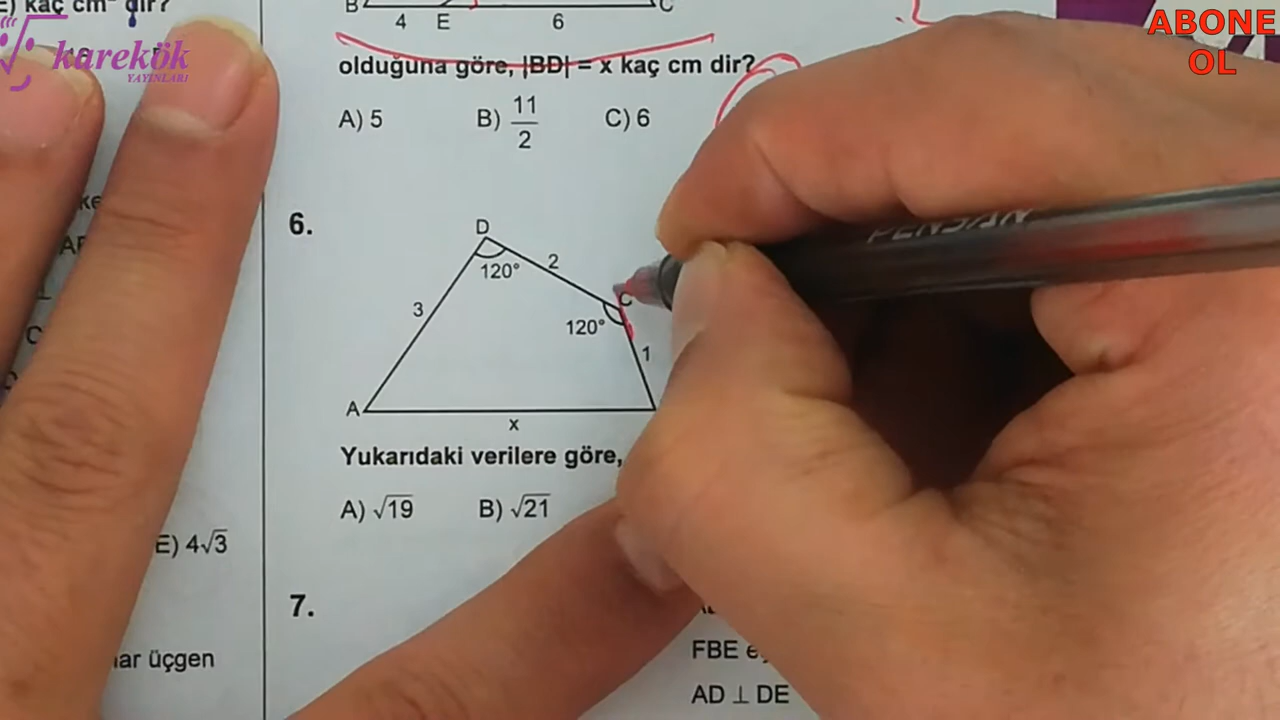 E) kaç cm² dir?
karekök
YAYINLARI
ABONE
OL
B 4 E 6 C
olduğuna göre, |BD| = x kaç cm dir?
A) 5 B) 11/2 C) 6
6.
D
120°
2
3
C
120°
1
A
x
Yukarıdaki verilere göre,
A) √19 B) √21
E) 4√3
7.
üçgen
FBE
AD ⊥ DE
PENSAN